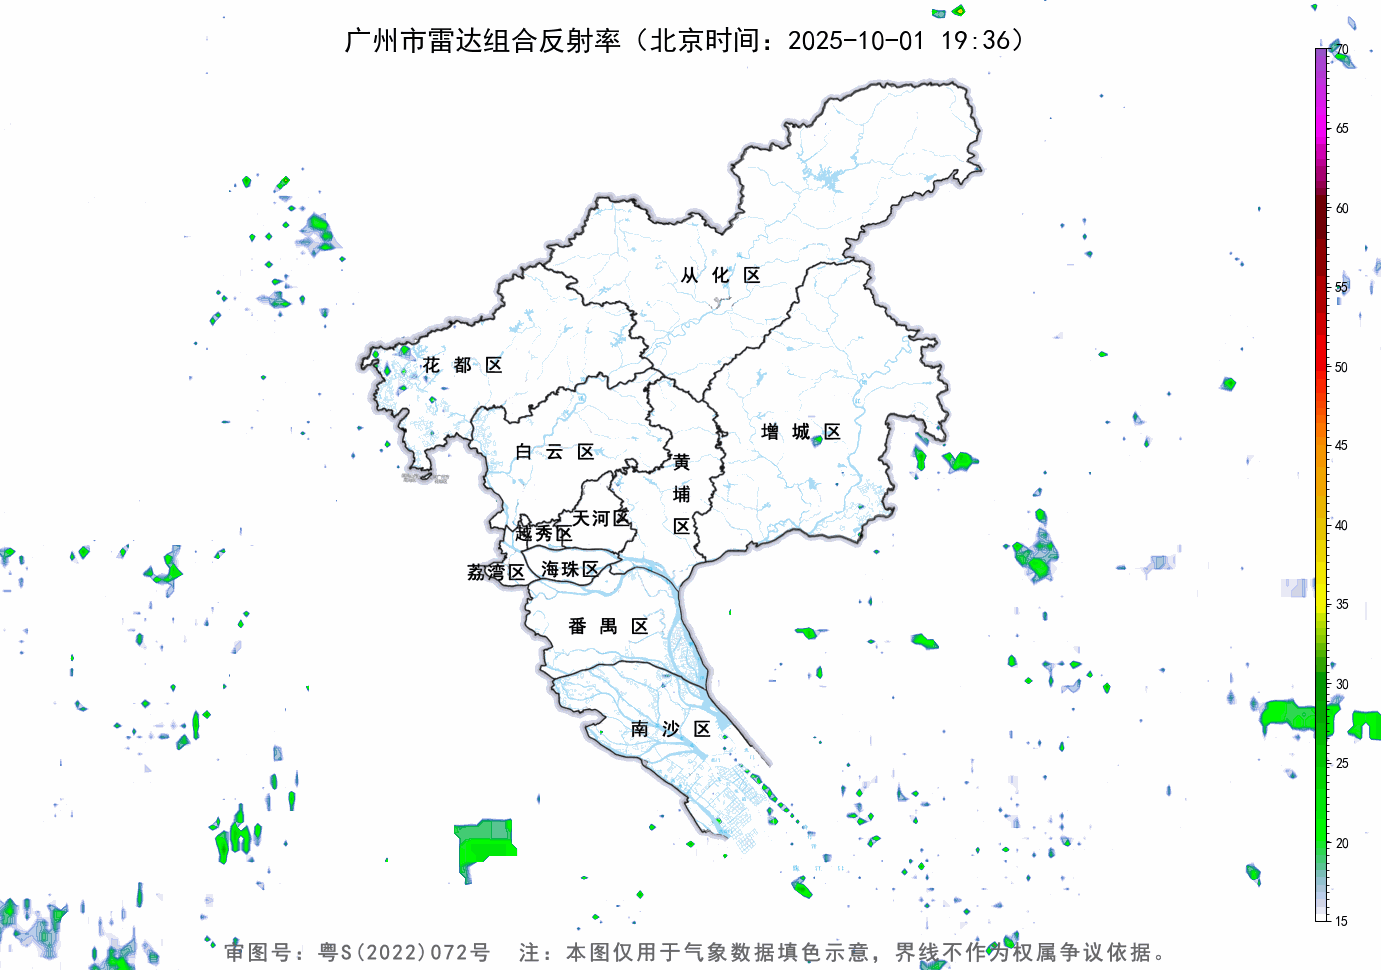 广州市雷达组合反射率（北京时间：2025-10-01 19:36）
70
65
60
55
50
45
40
35
30
25
20
15
从化区
花都区
增城区
白云区
黄埔区
天河区
越秀区
荔湾区
海珠区
番禺区
南沙区
审图号：粤S(2022)072号 注：本图仅用于气象数据填色示意，界线不作为权属争议依据。